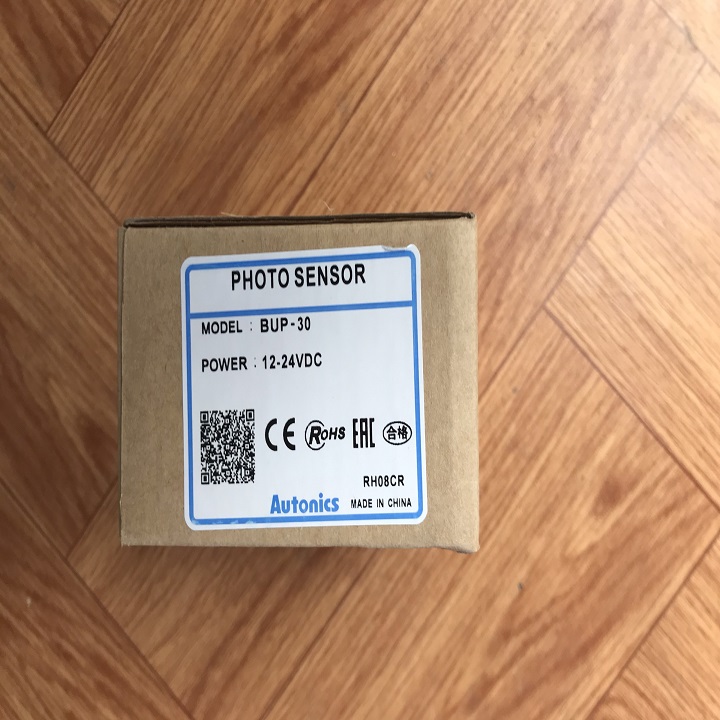 PHOTO SENSOR
MODEL : BUP-30
POWER : 12-24VDC
CE RoHS EAC 合格
RH08CR
Autonics MADE IN CHINA